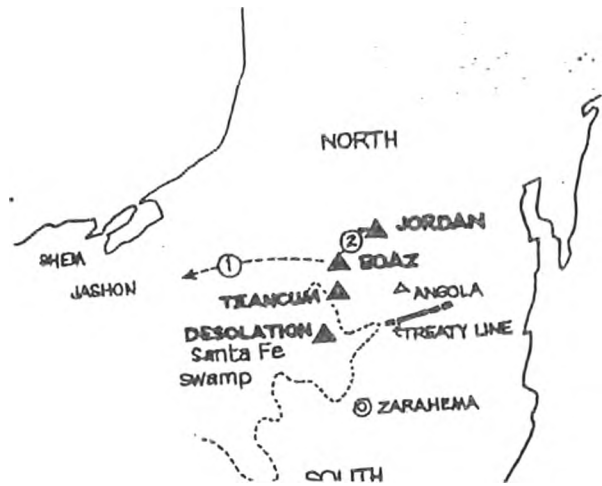 NORTH
JORDAN
2
BOAZ
1
SHEM
JASHON
TEANCUM
ANGOLA
DESOLATION
TREATY LINE
Santa Fe
swamp
ZARAHEMA
SOUTH